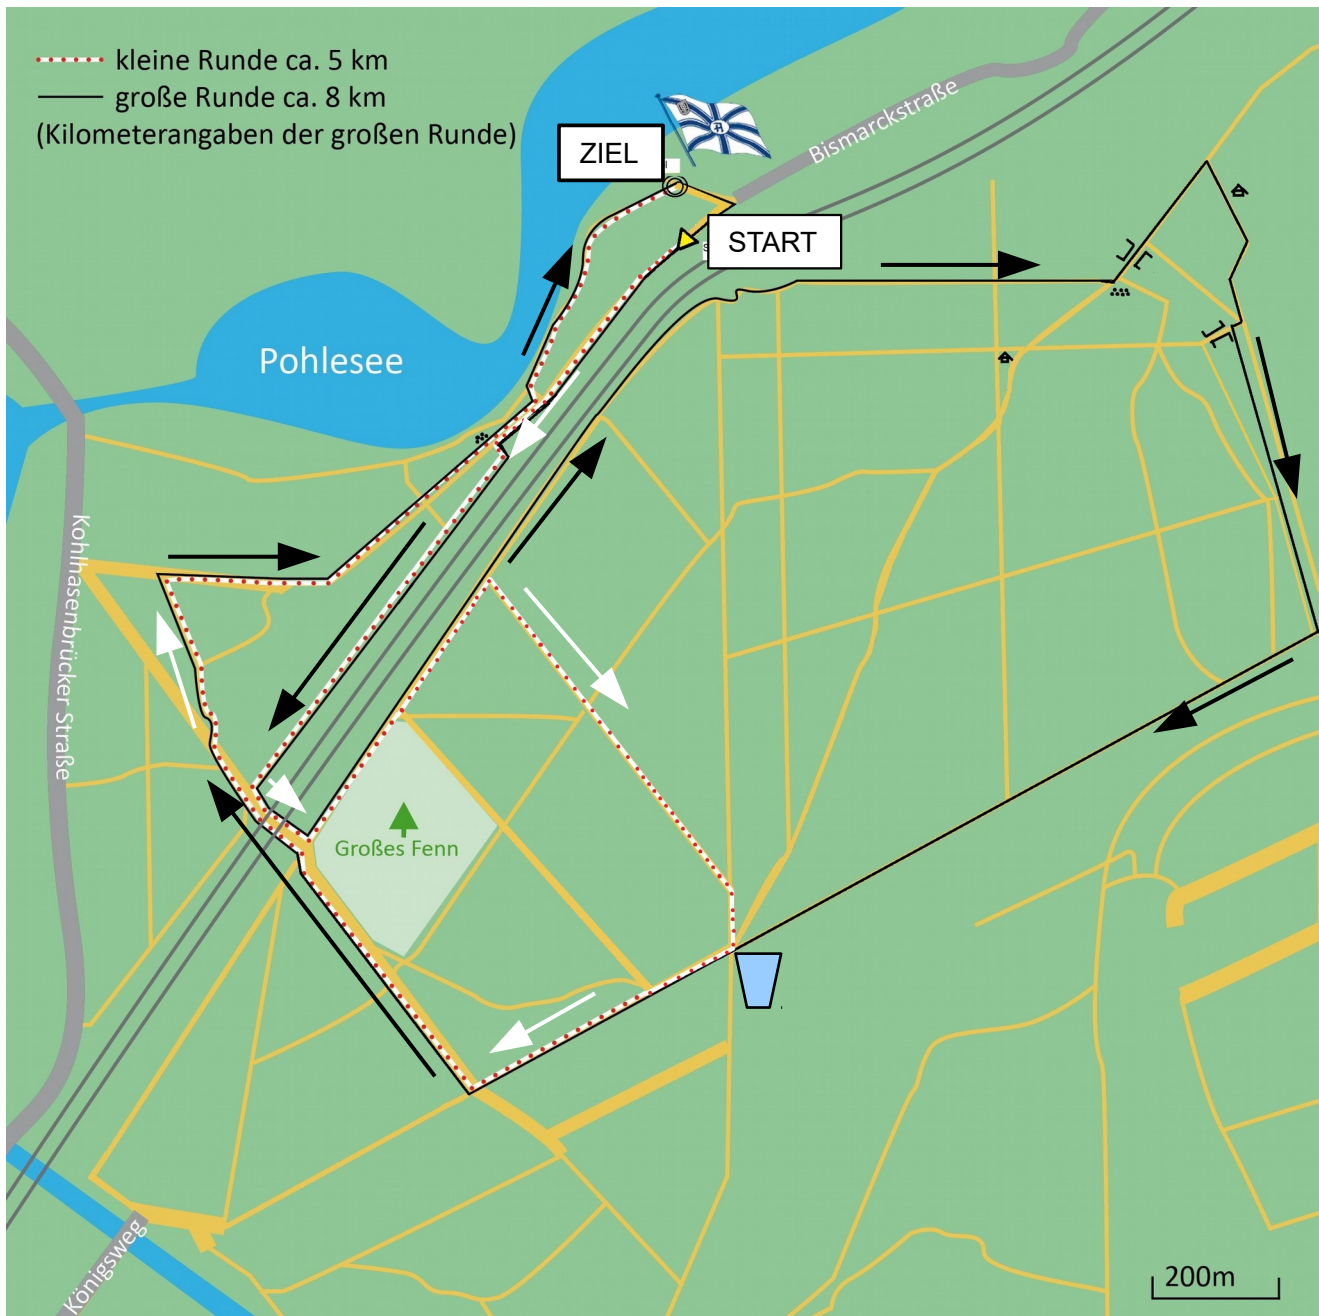 kleine Runde ca. 5 km
große Runde ca. 8 km
(Kilometerangaben der großen Runde)
ZIEL
Bismarckstraße
START
Pohlesee
Kohlhasenbrücker Straße
Großes Fenn
Königsweg
200m